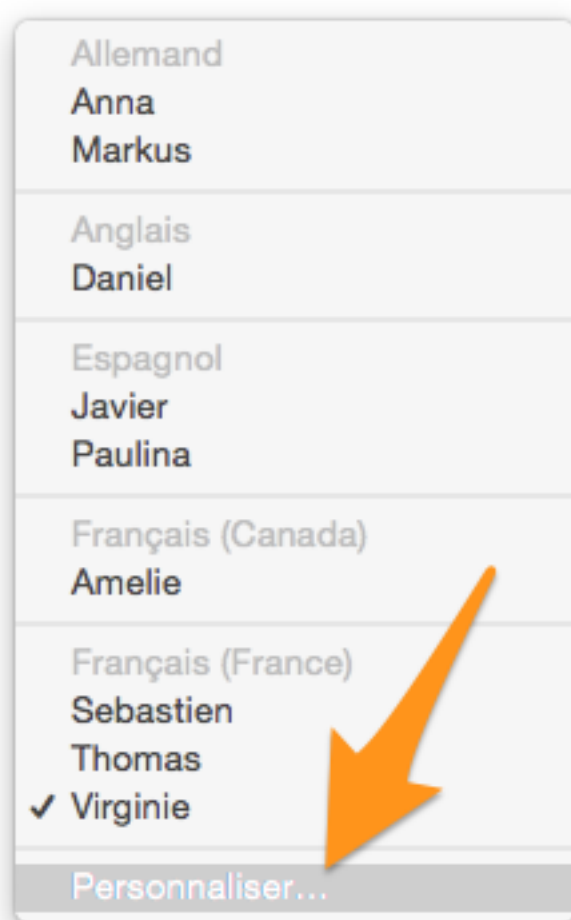 Allemand
Anna
Markus
Anglais
Daniel
Espagnol
Javier
Paulina
Français (Canada)
Amelie
Français (France)
Sebastien
Thomas
✓ Virginie
Personnaliser...